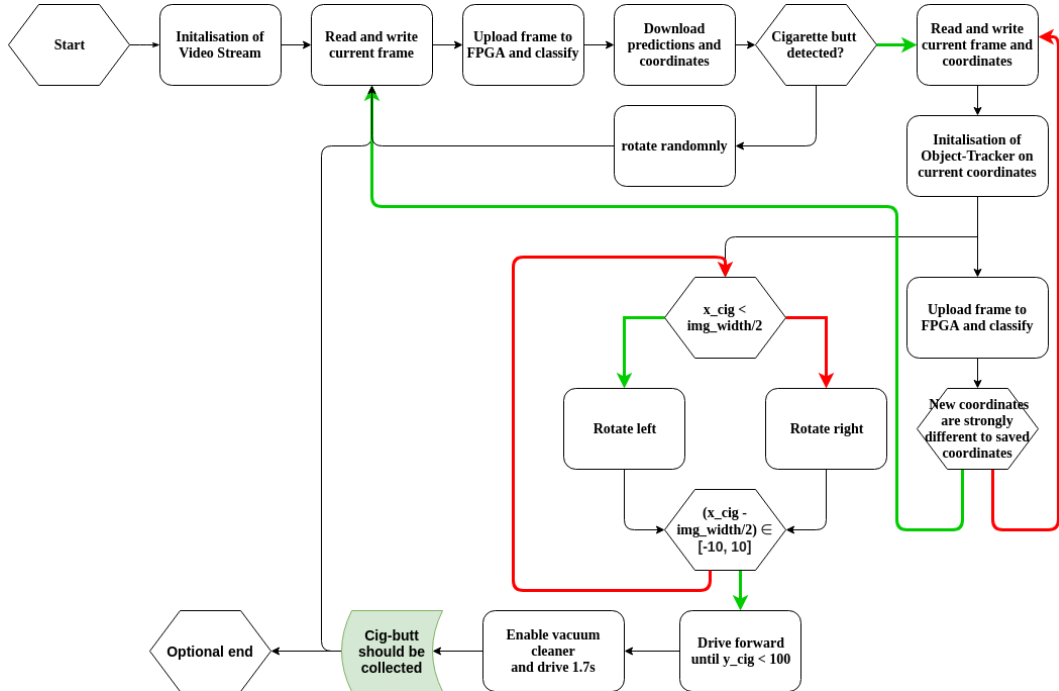 Start
Initalisation of
Video Stream
Read and write
current frame
Upload frame to
FPGA and classify
Download
predictions and
coordinates
Cigarette butt
detected?
Read and write
current frame and
coordinates
rotate randomnly
Initalisation of
Object-Tracker on
current coordinates
x_cig <
img_width/2
Upload frame to
FPGA and classify
Rotate left
Rotate right
New coordinates
are strongly
different to saved
coordinates
(x_cig -
img_width/2) ∈
[-10, 10]
Optional end
Cig-butt
should be
collected
Enable vacuum
cleaner
and drive 1.7s
Drive forward
until y_cig < 100